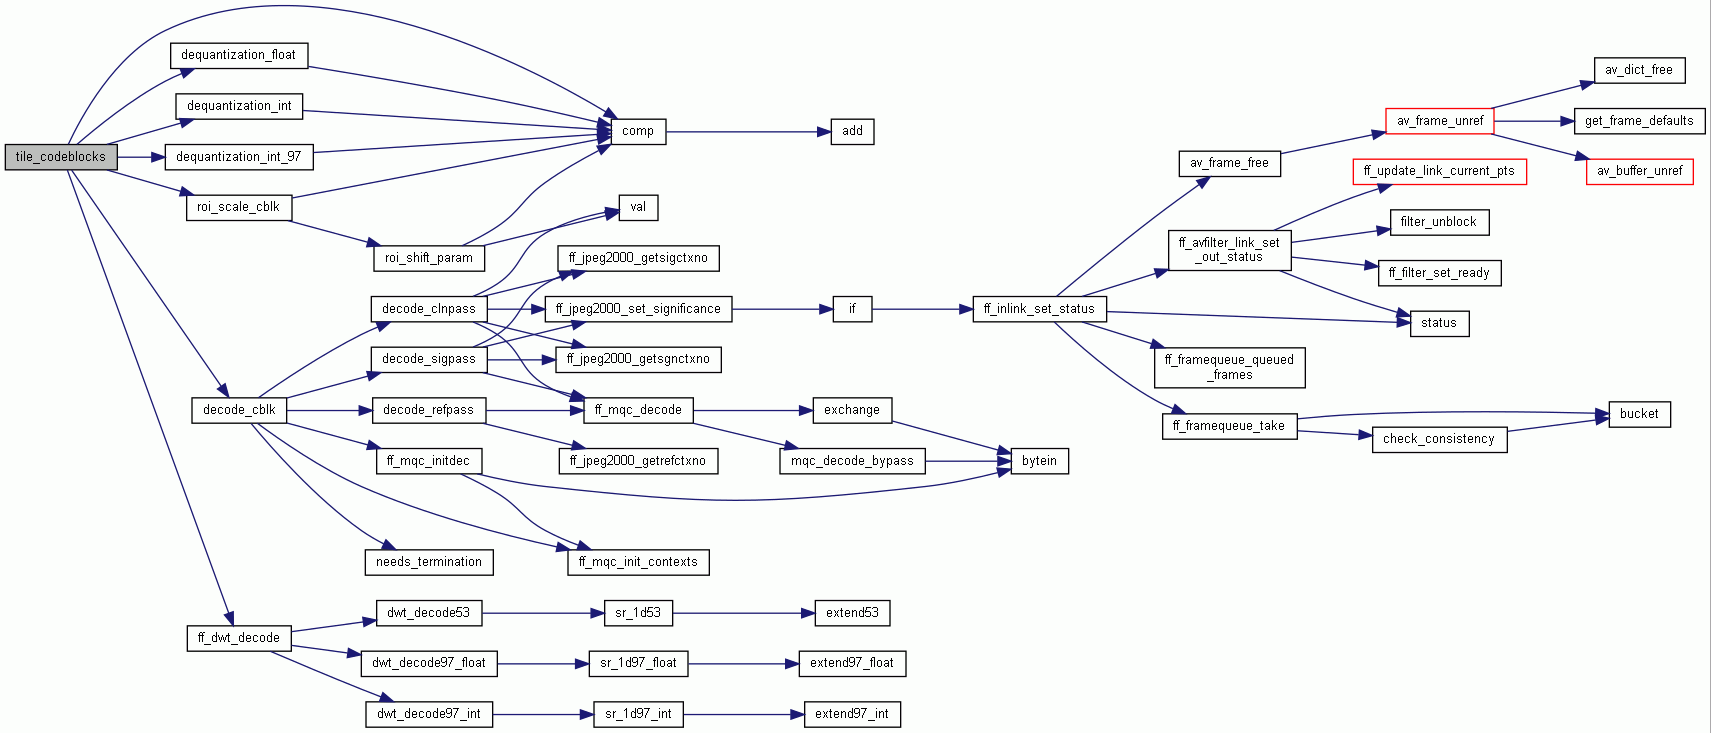 tile_codeblocks
dequantization_float
dequantization_int
dequantization_int_97
roi_scale_cblk
decode_cblk
ff_dwt_decode
roi_shift_param
decode_clnpass
decode_sigpass
decode_refpass
ff_mqc_initdec
needs_termination
dwt_decode53
dwt_decode97_float
dwt_decode97_int
comp
val
ff_jpeg2000_getsigctxno
ff_jpeg2000_set_significance
ff_jpeg2000_getsgnctxno
ff_mqc_decode
ff_jpeg2000_getrefctxno
ff_mqc_init_contexts
sr_1d53
sr_1d97_float
sr_1d97_int
add
if
exchange
mqc_decode_bypass
extend53
extend97_float
extend97_int
ff_inlink_set_status
bytein
av_frame_free
ff_avfilter_link_set
_out_status
ff_framequeue_queued
_frames
ff_framequeue_take
av_frame_unref
ff_update_link_current_pts
filter_unblock
ff_filter_set_ready
status
check_consistency
av_dict_free
get_frame_defaults
av_buffer_unref
bucket